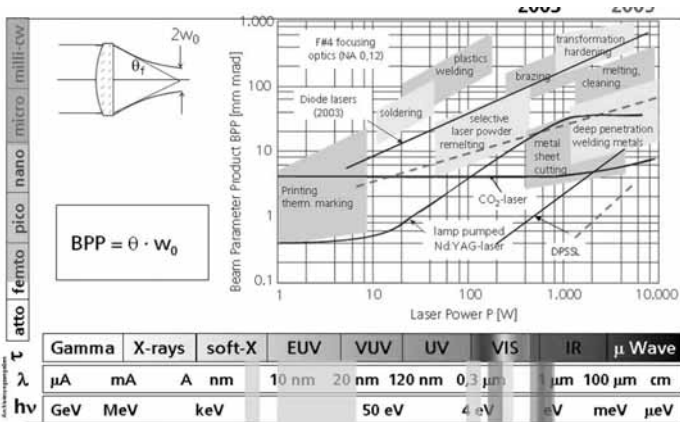 2003 2009
2w₀
θf
F#4 focusing
optics (NA 0,12)
Diode lasers
(2003)
soldering
plastics
welding
brazing
transformation
hardening
melting,
cleaning
selective
laser powder
remelting
metal
sheet
cutting
deep penetration
welding metals
Printing
therm. marking
CO₂-laser
lamp pumped
Nd:YAG-laser
DPSSL
Beam Parameter Product BPP [mm mrad]
1.000
100
10
1
0.1
1 10 100 1.000 10.000
Laser Power P [W]
BPP = θ · w₀
atto femto pico nano micro milli-cw
τ
Gamma X-rays soft-X EUV VUV UV VIS IR μ Wave
λ μA mA A nm 10 nm 20 nm 120 nm 0,3 μm 1 μm 100 μm cm
hν GeV MeV keV 50 eV 4 eV eV meV μeV